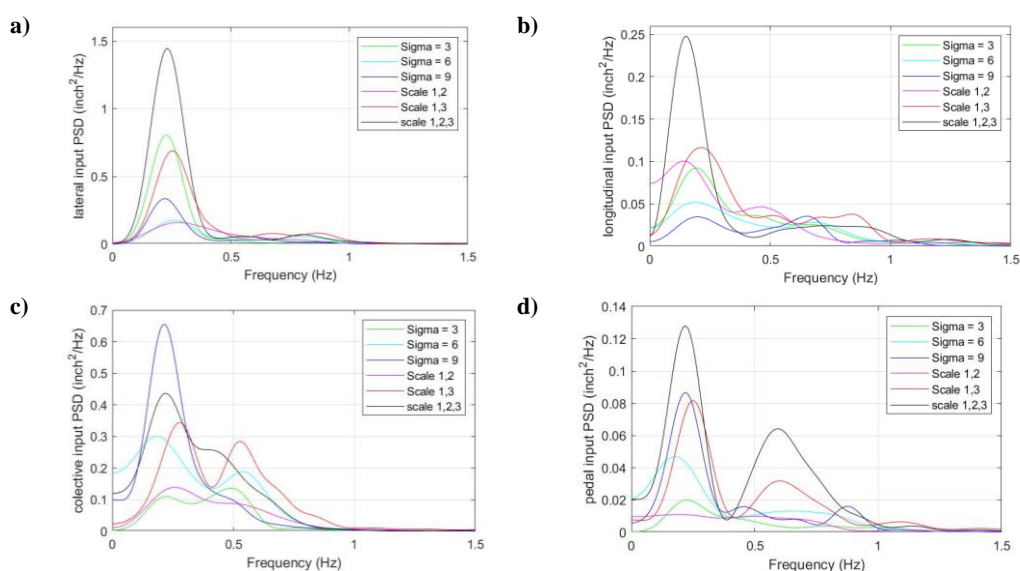 a)
lateral input PSD (inch²/Hz)
1.5
1
0.5
0
0
0.5
1
1.5
Frequency (Hz)
Sigma = 3
Sigma = 6
Sigma = 9
Scale 1,2
Scale 1,3
scale 1,2,3
b)
longitudinal input PSD (inch²/Hz)
0.25
0.2
0.15
0.1
0.05
0
0
0.5
1
1.5
Frequency (Hz)
Sigma = 3
Sigma = 6
Sigma = 9
Scale 1,2
Scale 1,3
scale 1,2,3
c)
colective input PSD (inch²/Hz)
0.7
0.6
0.5
0.4
0.3
0.2
0.1
0
0
0.5
1
1.5
Frequency (Hz)
Sigma = 3
Sigma = 6
Sigma = 9
Scale 1,2
Scale 1,3
scale 1,2,3
d)
pedal input PSD (inch²/Hz)
0.14
0.12
0.1
0.08
0.06
0.04
0.02
0
0
0.5
1
1.5
Frequency (Hz)
Sigma = 3
Sigma = 6
Sigma = 9
Scale 1,2
Scale 1,3
scale 1,2,3